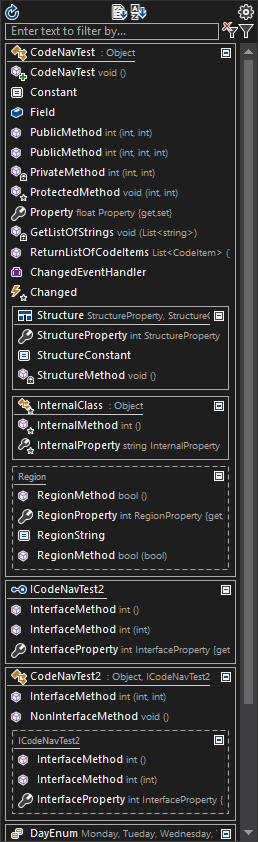 Enter text to filter by...
CodeNavTest : Object
CodeNavTest void ()
Constant
Field
PublicMethod int (int, int)
PublicMethod int (int, int, int)
PrivateMethod int (int, int)
ProtectedMethod void (int, int)
Property float Property {get,set}
GetListOfStrings void (List<string>)
ReturnListOfCodeItems List<CodeItem> (
ChangedEventHandler
Changed
Structure StructureProperty, StructureC
StructureProperty int StructureProperty
StructureConstant
StructureMethod void ()
InternalClass : Object
InternalMethod int ()
InternalProperty string InternalProperty
Region
RegionMethod bool ()
RegionProperty int RegionProperty {get,
RegionString
RegionMethod bool (bool)
ICodeNavTest2
InterfaceMethod int ()
InterfaceMethod int (int)
InterfaceProperty int InterfaceProperty {get
CodeNavTest2 : Object, ICodeNavTest2
InterfaceMethod int (int, int)
NonInterfaceMethod void ()
ICodeNavTest2
InterfaceMethod int ()
InterfaceMethod int (int)
InterfaceProperty int InterfaceProperty {
DayEnum Monday, Tueday, Wednesday,